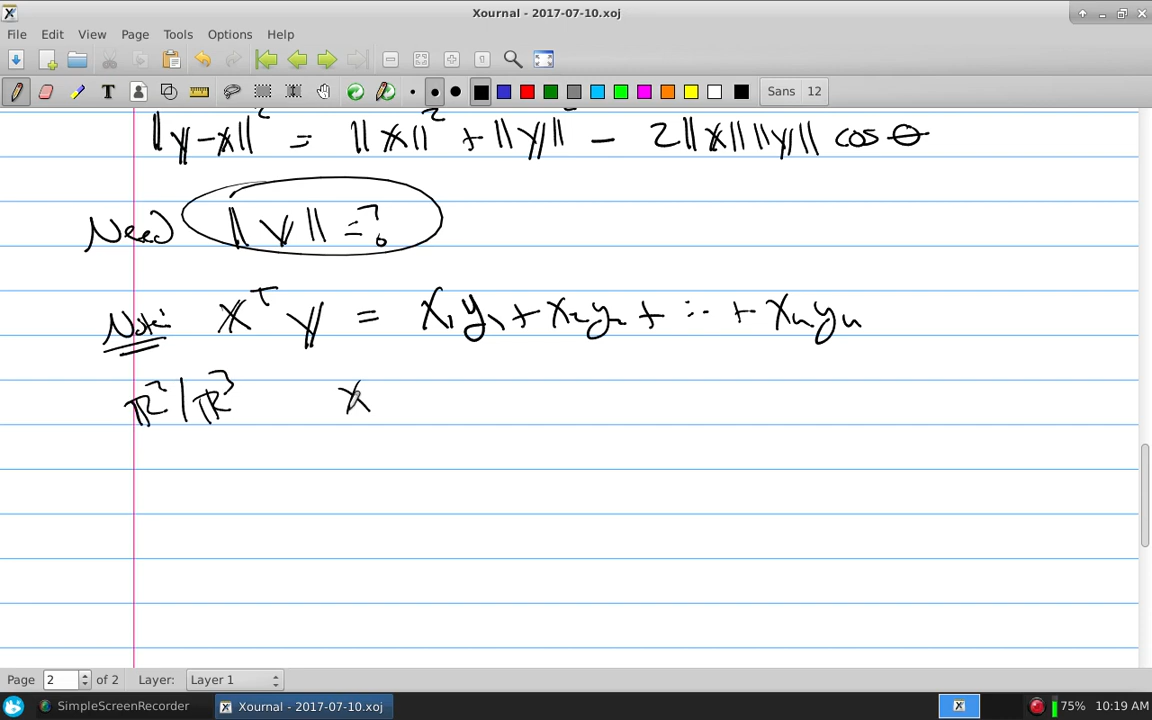 Xournal - 2017-07-10.xoj
File Edit View Page Tools Options Help
Sans 12
||y-x||² = ||x||² + ||y||² - 2||x|| ||y|| cos θ
Need ||v|| = ?
Note: xᵀy = x₁y₁ + x₂y₂ + ... + xₙyₙ
ℝ² | ℝ³ x
Page 2 of 2 Layer: Layer 1
SimpleScreenRecorder Xournal - 2017-07-10.xoj 75% 10:19 AM